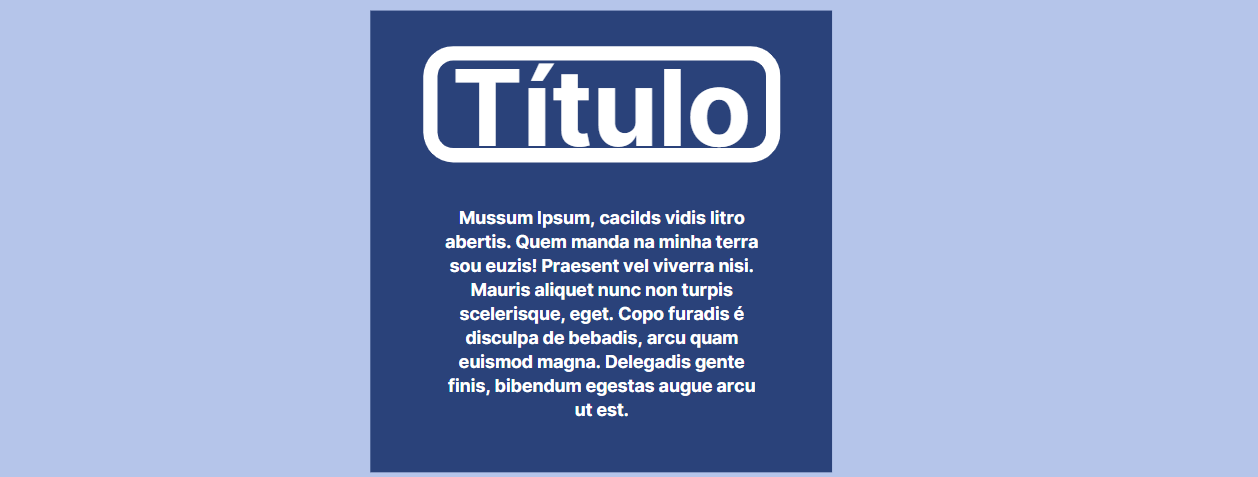 Título
Mussum Ipsum, cacilds vidis litro
abertis. Quem manda na minha terra
sou euzis! Praesent vel viverra nisi.
Mauris aliquet nunc non turpis
scelerisque, eget. Copo furadis é
disculpa de bebadis, arcu quam
euismod magna. Delegadis gente
finis, bibendum egestas augue arcu
ut est.